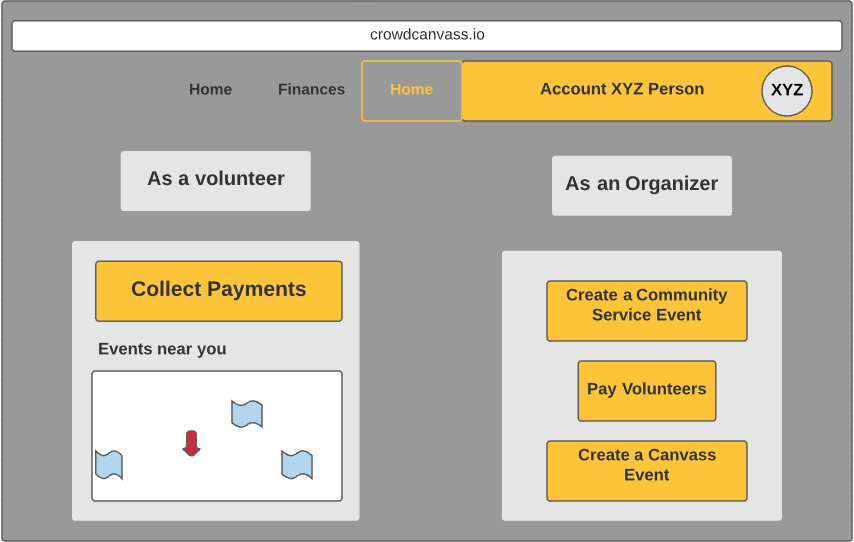 crowdcanvass.io
Home
Finances
Home
Account XYZ Person
XYZ
As a volunteer
As an Organizer
Collect Payments
Events near you
Create a Community
Service Event
Pay Volunteers
Create a Canvass
Event